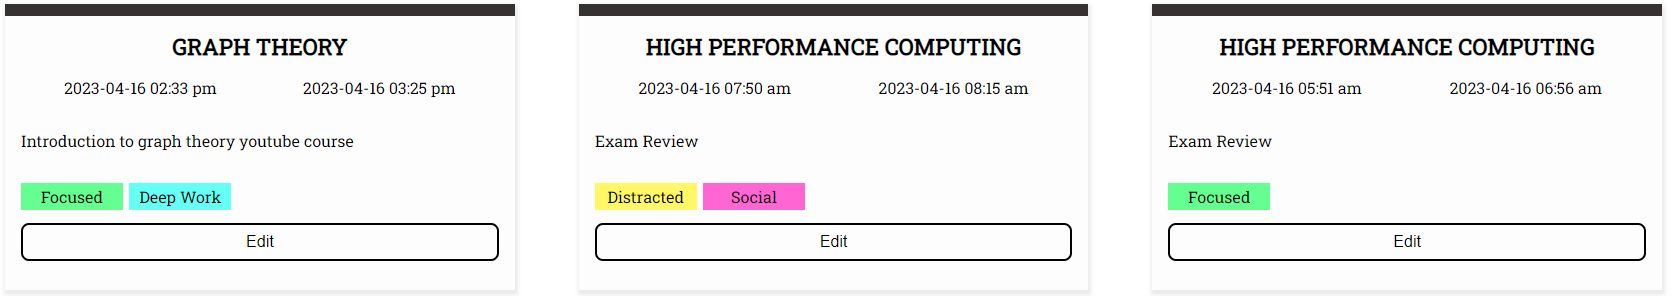 GRAPH THEORY
2023-04-16 02:33 pm 2023-04-16 03:25 pm
Introduction to graph theory youtube course
Focused Deep Work
Edit
HIGH PERFORMANCE COMPUTING
2023-04-16 07:50 am 2023-04-16 08:15 am
Exam Review
Distracted Social
Edit
HIGH PERFORMANCE COMPUTING
2023-04-16 05:51 am 2023-04-16 06:56 am
Exam Review
Focused
Edit